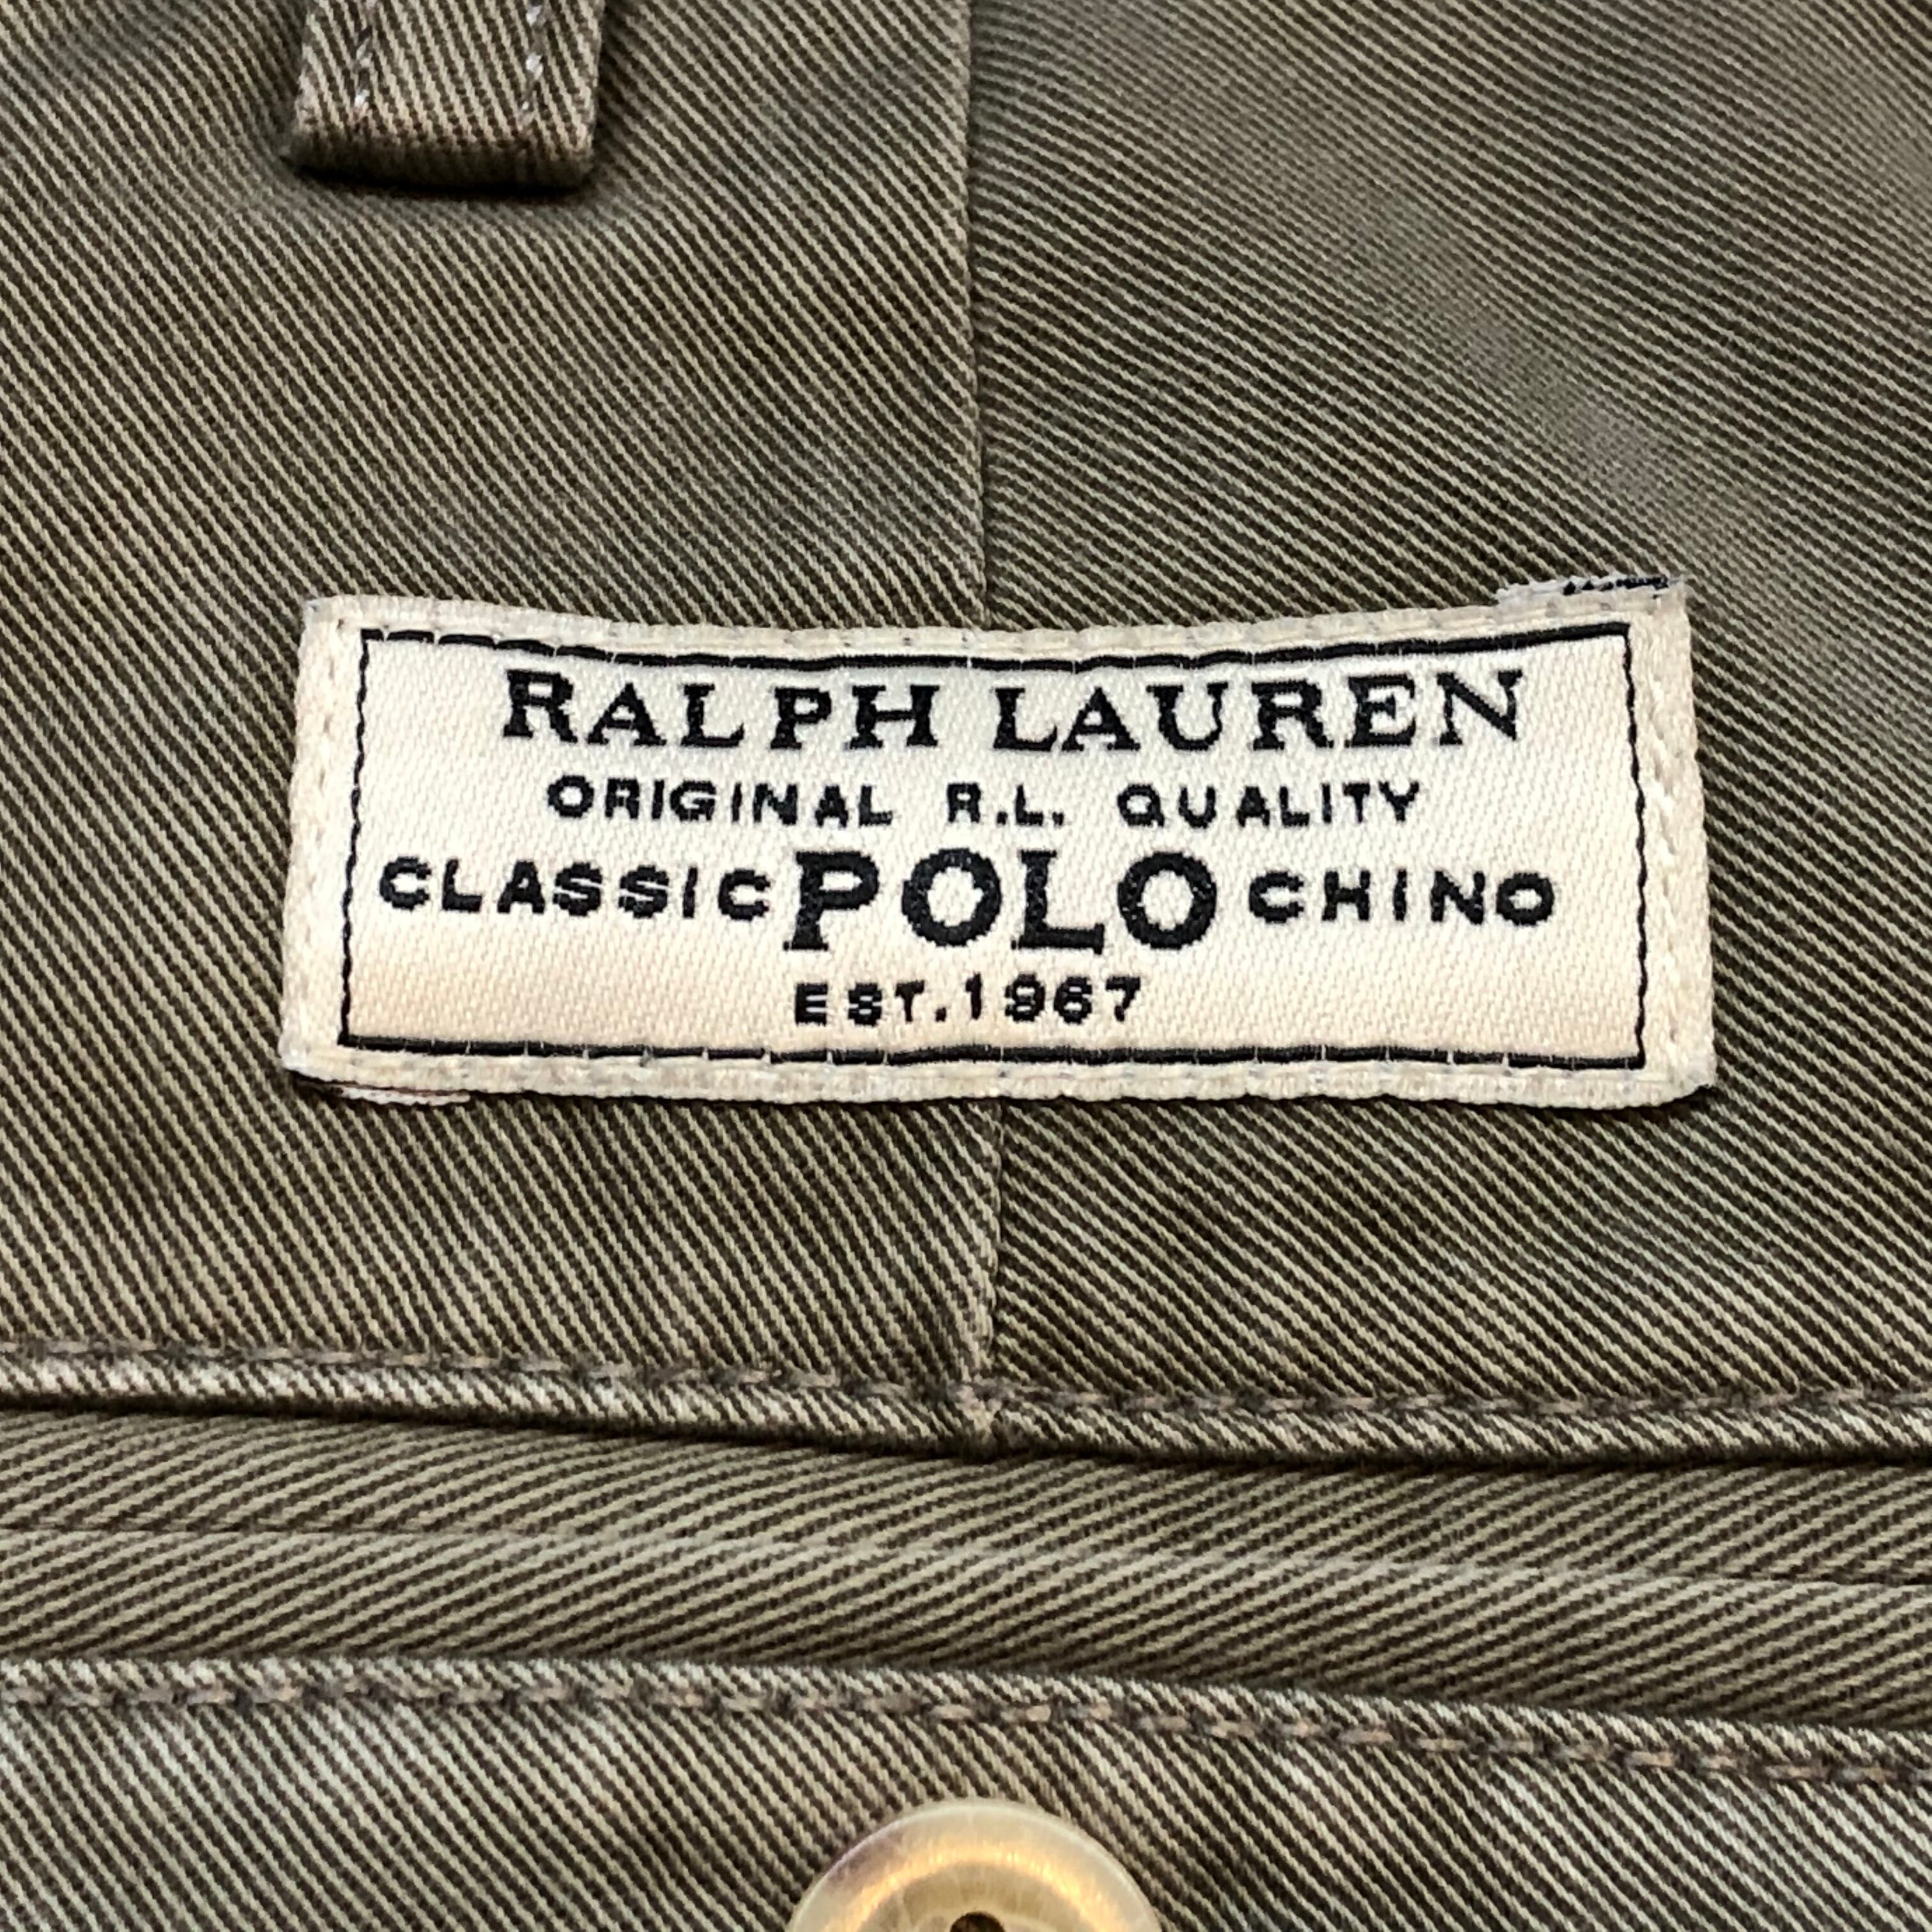 RALPH LAUREN
ORIGINAL R.L. QUALITY
CLASSIC POLO CHINO
EST.1967